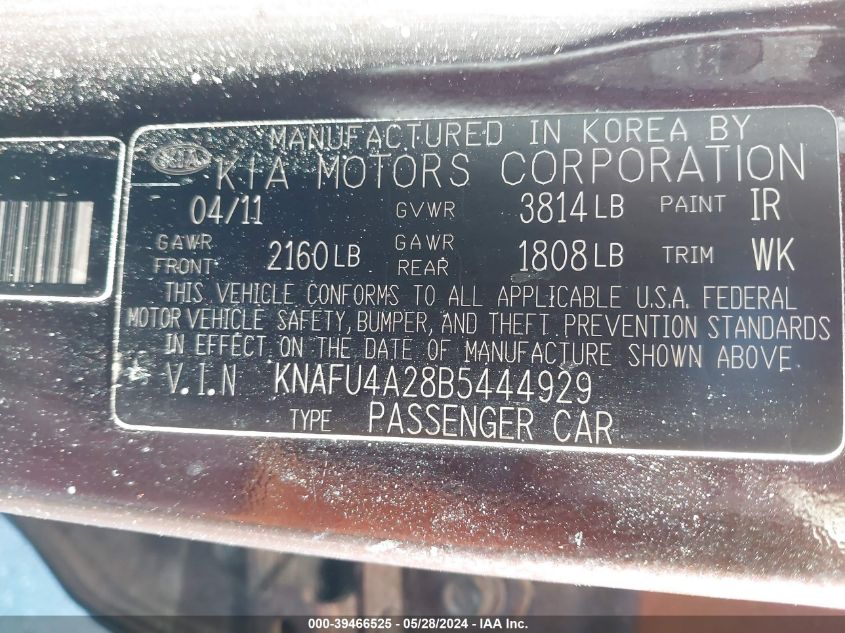 MANUFACTURED IN KOREA BY
KIA KIA MOTORS CORPORATION
04/11 GVWR 3814 LB PAINT IR
GAWR FRONT 2160 LB GAWR REAR 1808 LB TRIM WK
THIS VEHICLE CONFORMS TO ALL APPLICABLE U.S.A. FEDERAL
MOTOR VEHICLE SAFETY, BUMPER, AND THEFT PREVENTION STANDARDS
IN EFFECT ON THE DATE OF MANUFACTURE SHOWN ABOVE.
V.I.N KNAFU4A28B5444929
TYPE PASSENGER CAR
000-39466525 - 05/28/2024 - IAA Inc.